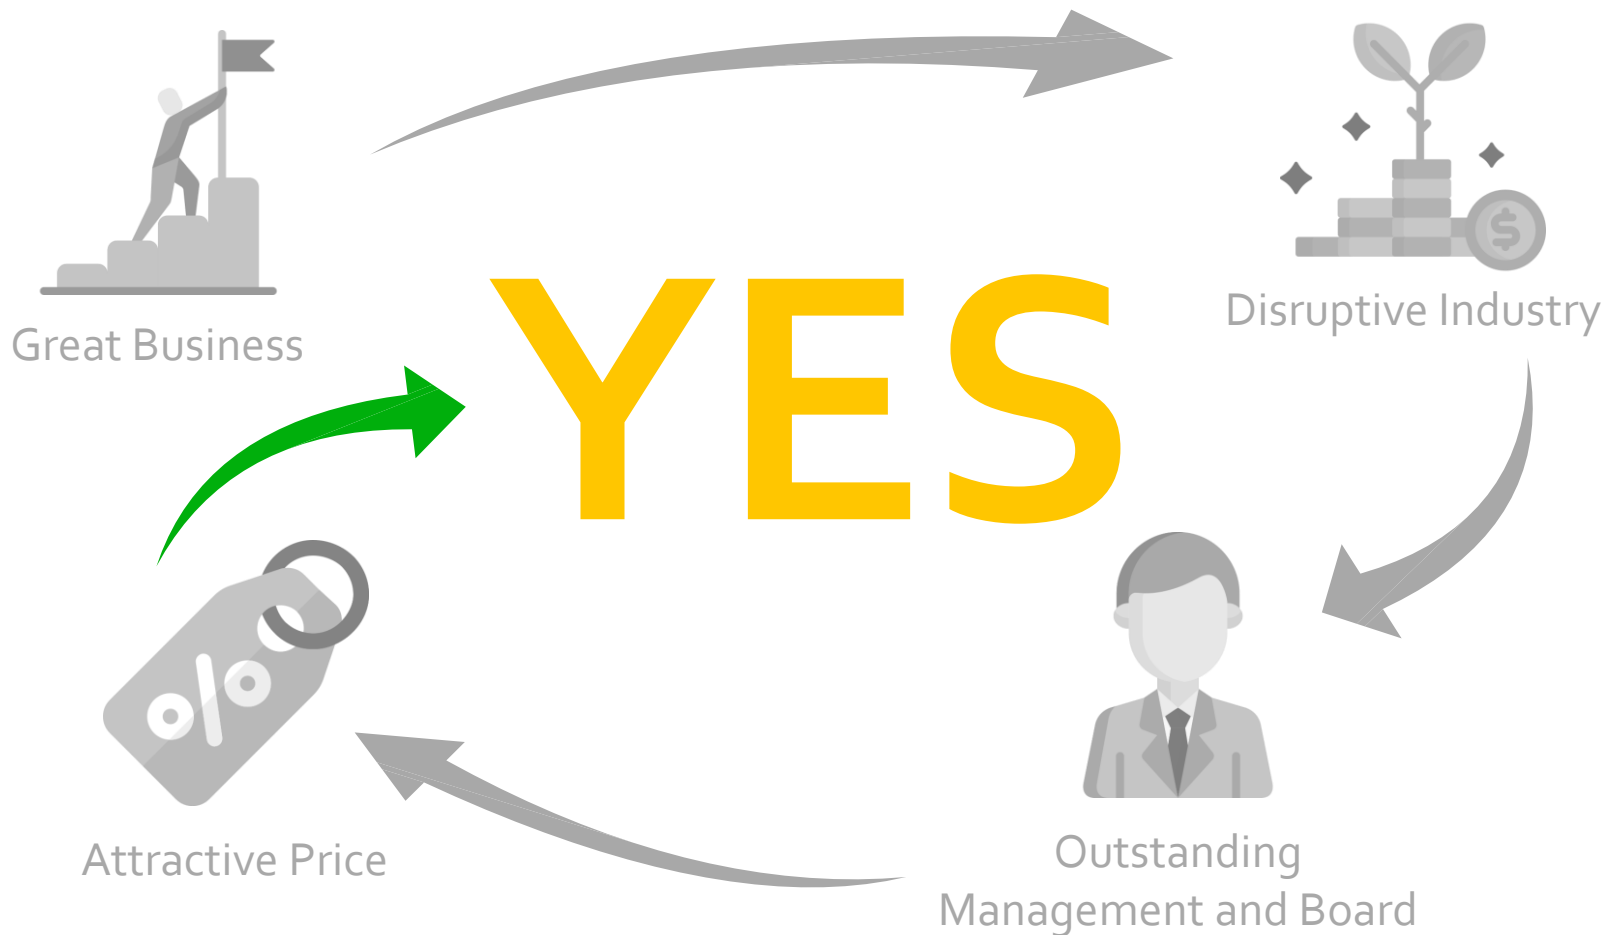 Great Business
Disruptive Industry
YES
Attractive Price
Outstanding
Management and Board